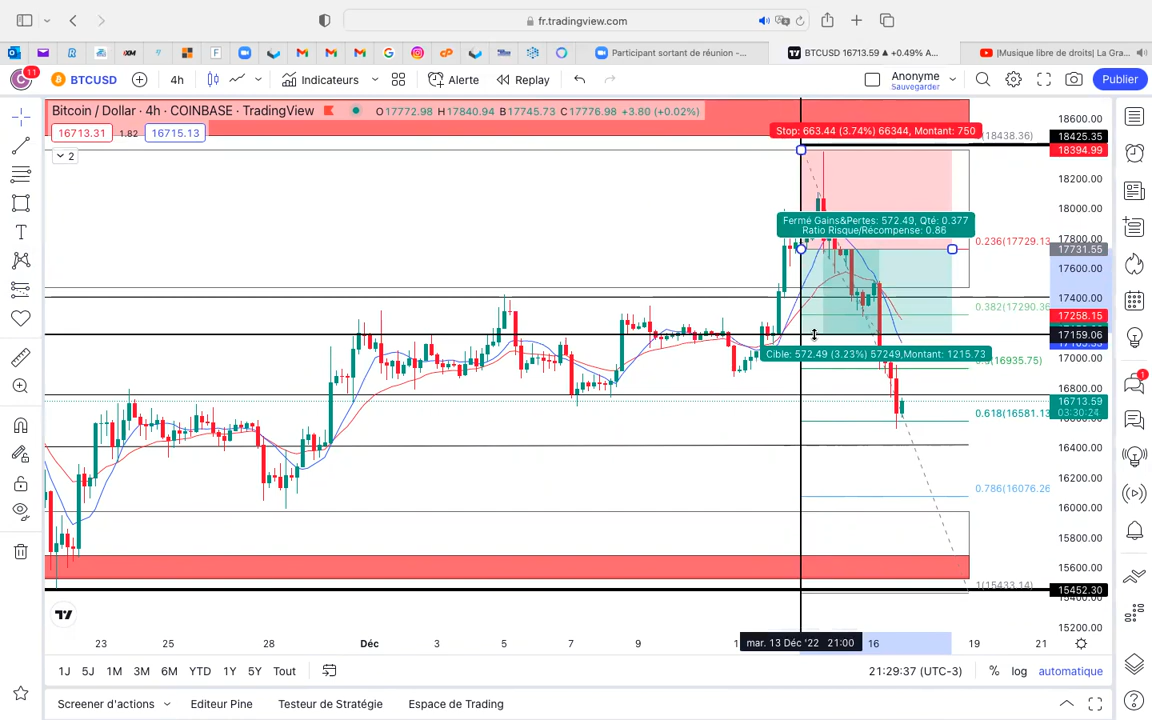 fr.tradingview.com
Participant sortant de réunion -...
BTCUSD 16713.59 ▲ +0.49% A...
|Musique libre de droits| La Gra...
11
BTCUSD
4h
Indicateurs
Alerte
Replay
Anonyme
Sauvegarder
Publier
Bitcoin / Dollar · 4h · COINBASE · TradingView
O17772.98 H17840.94 B17745.73 C17776.98 +3.80 (+0.02%)
16713.31
1.82
16715.13
2
Stop: 663.44 (3.74%) 66344, Montant: 750
(18438.36)
Fermé Gains&Pertes: 572.49, Qté: 0.377
Ratio Risque/Récompense: 0.86
0.236(17729.13
0.382(17290.36
Cible: 572.49 (3.23%) 57249,Montant: 1215.73
(16935.75)
0.618(16581.13
0.786(16076.26
1(15433.14)
18600.00
18425.35
18394.99
18200.00
18000.00
17800.00
17731.55
17600.00
17400.00
17258.15
17159.06
17000.00
16800.00
16713.59
03:30:24
16400.00
16200.00
16000.00
15800.00
15600.00
15452.30
15200.00
23
25
28
Déc
3
5
7
9
1
mar. 13 Déc '22 21:00
16
19
21
1J
5J
1M
3M
6M
YTD
1Y
5Y
Tout
21:29:37 (UTC-3)
%
log
automatique
Screener d'actions
Editeur Pine
Testeur de Stratégie
Espace de Trading
1